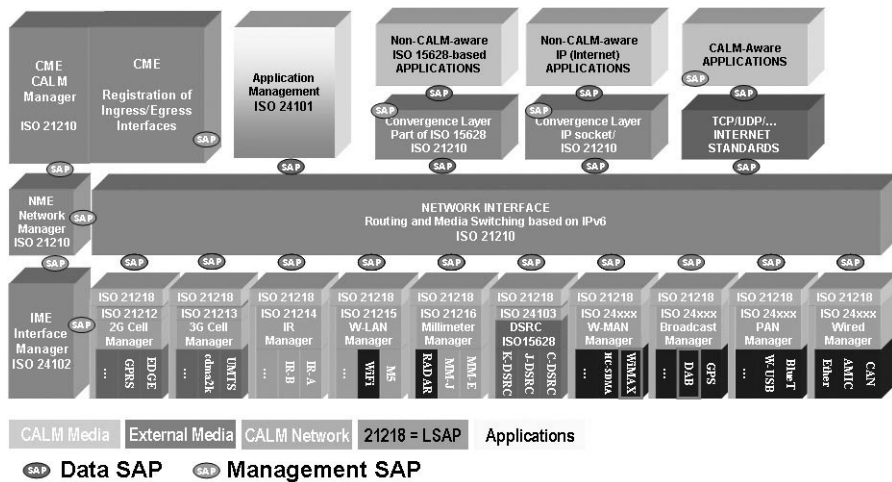 CME
CALM
Manager
ISO 21210
CME
Registration of
Ingress/Egress
Interfaces
SAP
Application
Management
ISO 24101
Non-CALM-aware
ISO 15628-based
APPLICATIONS
SAP
SAP
Convergence Layer
Part of ISO 15628
ISO 21210
Non-CALM-aware
IP (Internet)
APPLICATIONS
SAP
SAP
Convergence Layer
IP socket/
ISO 21210
CALM-Aware
APPLICATIONS
SAP
SAP
TCP/UDP/...
INTERNET
STANDARDS
SAP
SAP
SAP
SAP
SAP
NME
Network
Manager
ISO 21210
SAP
NETWORK INTERFACE
Routing and Media Switching based on IPv6
ISO 21210
SAP
SAP
SAP
SAP
SAP
SAP
SAP
SAP
SAP
SAP
SAP
IME
Interface
Manager
ISO 24102
SAP
ISO 21218
ISO 21212
2G Cell
Manager
...
GPRS
EDGE
ISO 21218
ISO 21213
3G Cell
Manager
...
cdma2k
UMTS
ISO 21218
ISO 21214
IR
Manager
...
IR-B
IR-A
ISO 21218
ISO 21215
W-LAN
Manager
...
WiFi
M5
ISO 21218
ISO 21216
Millimeter
Manager
RADAR
MM-J
MM-E
ISO 21218
ISO 24103
DSRC
ISO15628
K-DSRC
J-DSRC
C-DSRC
ISO 21218
ISO 24xxx
W-MAN
Manager
...
HC-SDMA
WiMAX
ISO 21218
ISO 24xxx
Broadcast
Manager
...
DAB
GPS
ISO 21218
ISO 24xxx
PAN
Manager
...
W-USB
BlueT
ISO 21218
ISO 24xxx
Wired
Manager
Ether
AMIC
CAN
CALM Media
External Media
CALM Network
21218 = LSAP
Applications
SAP Data SAP
SAP Management SAP